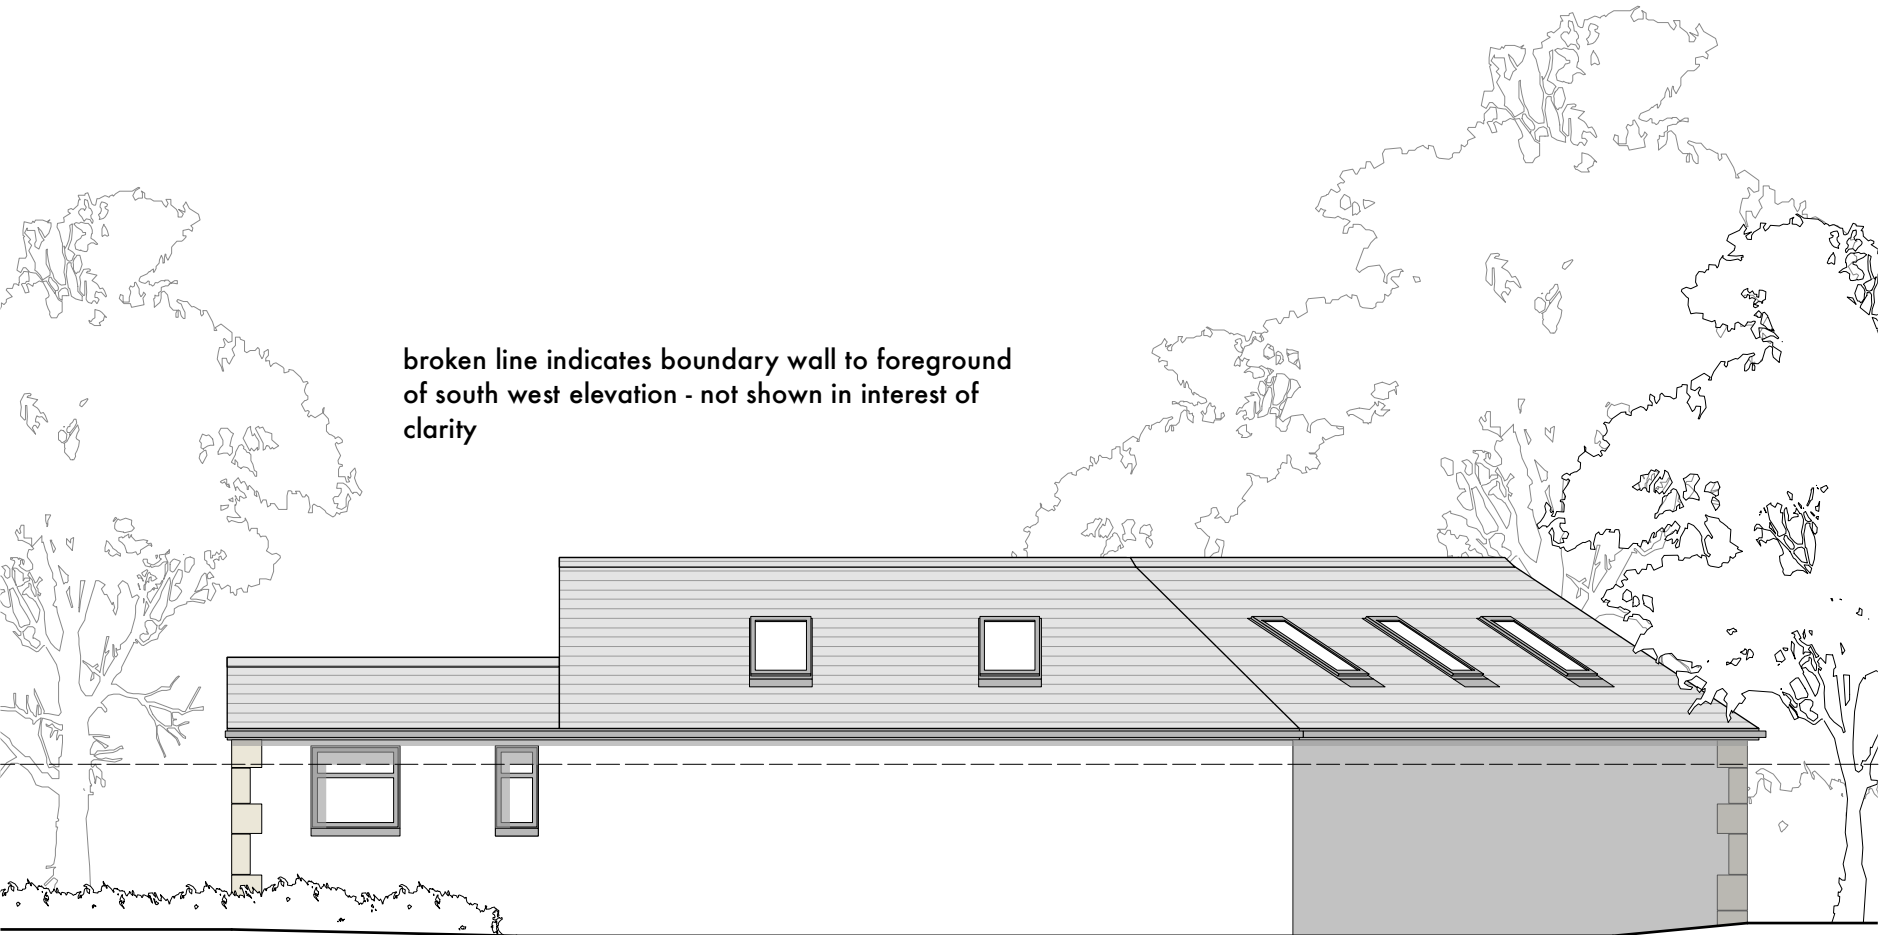 broken line indicates boundary wall to foreground
of south west elevation - not shown in interest of
clarity